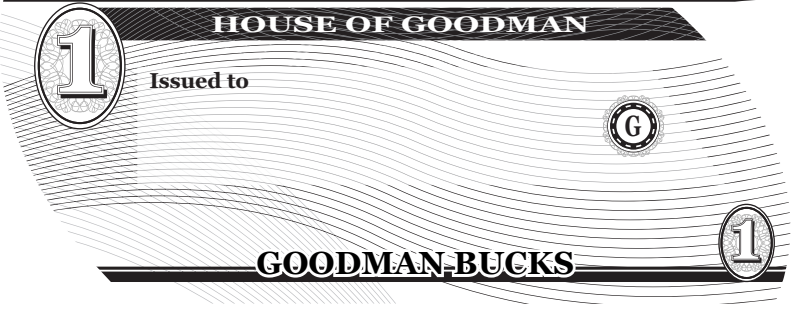 HOUSE OF GOODMAN
1
Issued to
G
1
GOODMAN BUCKS